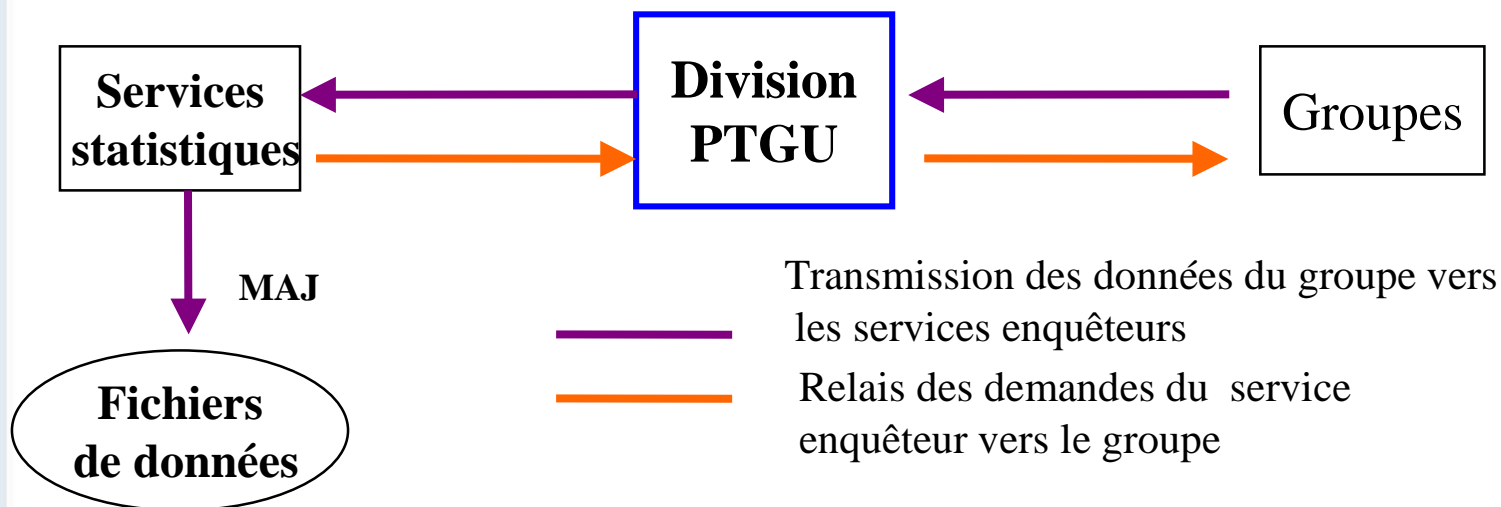 Services
statistiques
Division
PTGU
Groupes
MAJ
Fichiers
de données
Transmission des données du groupe vers
les services enquêteurs
Relais des demandes du service
enquêteur vers le groupe